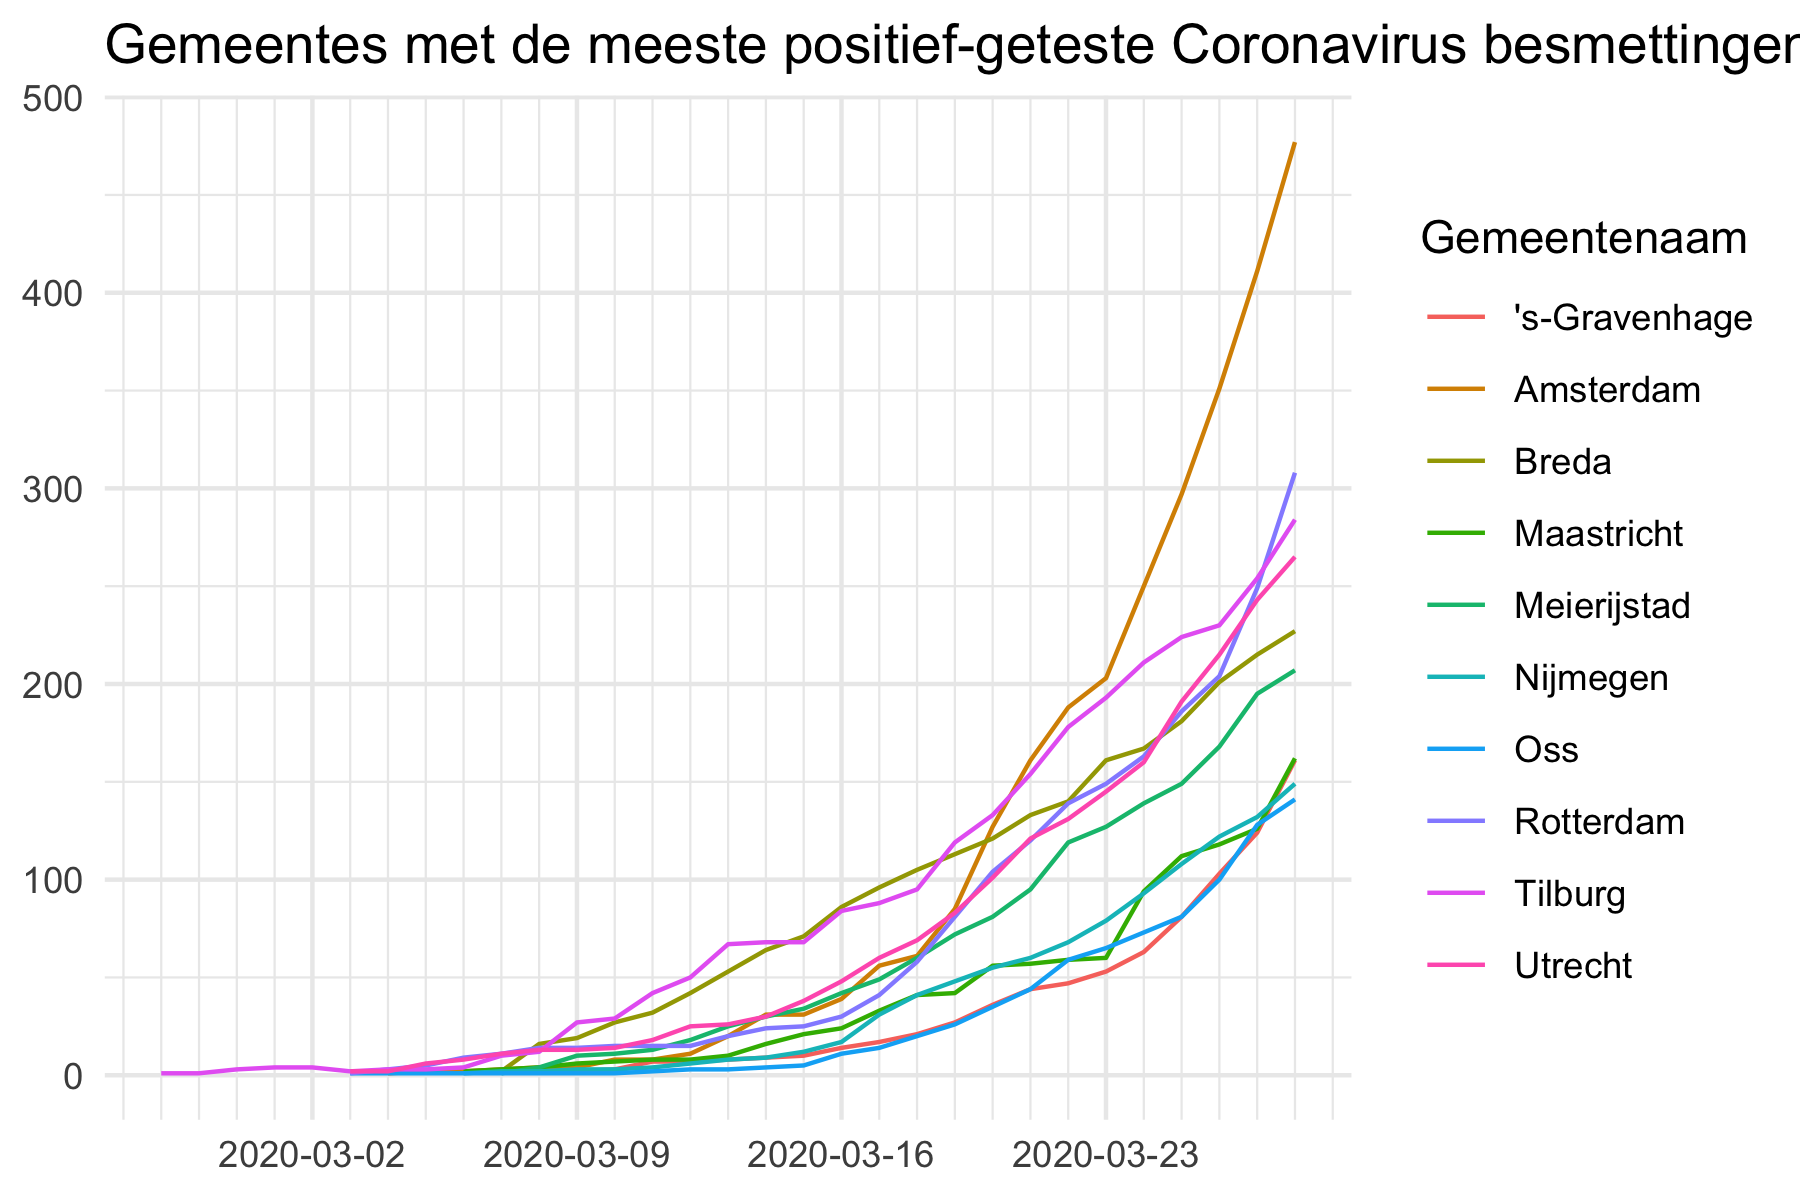 Gemeentes met de meeste positief-geteste Coronavirus besmettingen
500
400
300
200
100
0
2020-03-02 2020-03-09 2020-03-16 2020-03-23
Gemeentenaam
's-Gravenhage
Amsterdam
Breda
Maastricht
Meierijstad
Nijmegen
Oss
Rotterdam
Tilburg
Utrecht